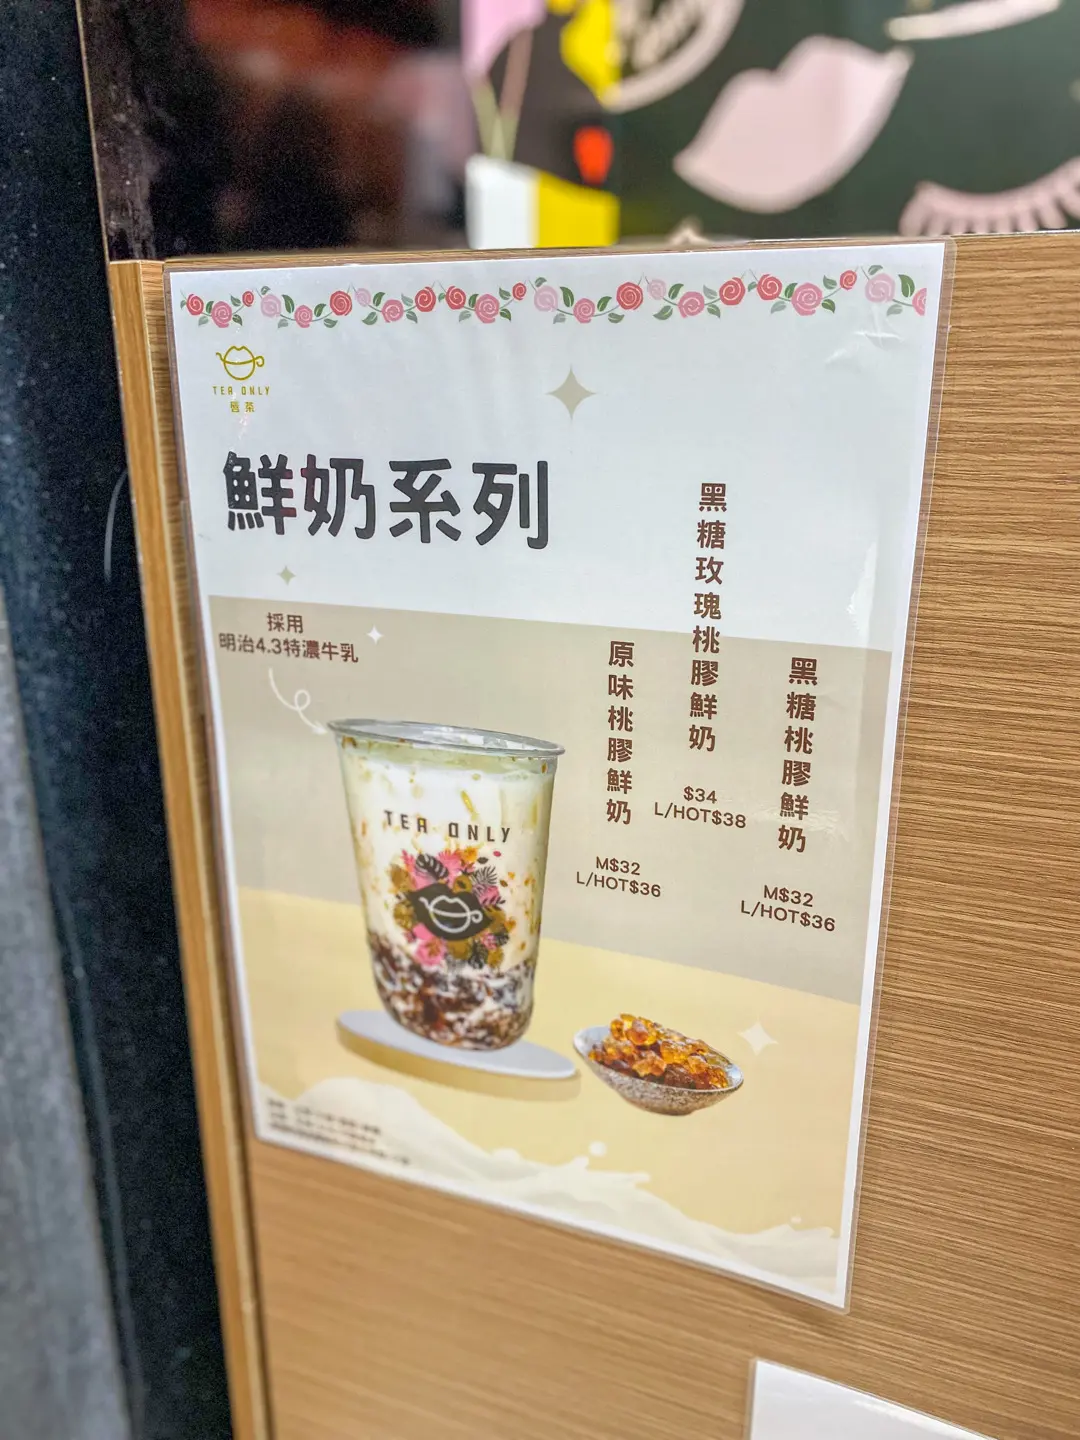 TEA ONLY
唇茶
鮮奶系列
採用
明治4.3特濃牛乳
原味桃膠鮮奶
M$32
L/HOT$36
黑糖玫瑰桃膠鮮奶
$34
L/HOT$38
黑糖桃膠鮮奶
M$32
L/HOT$36
TEA ONLY